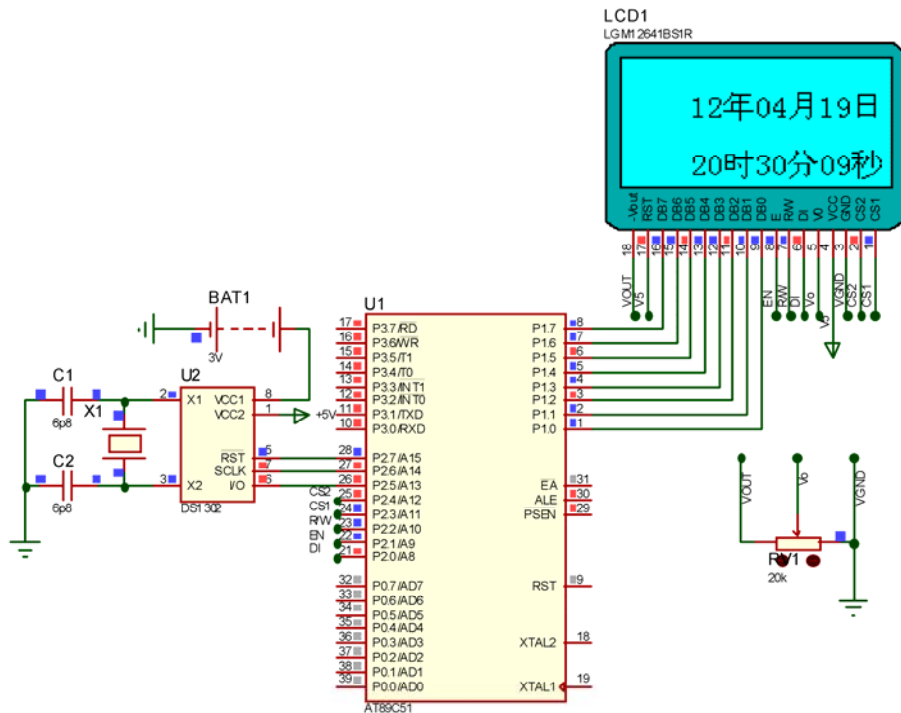 LCD1
LGM12641BS1R
12年04月19日
20时30分09秒
-Vout RST DB7 DB6 DB5 DB4 DB3 DB2 DB1 DB0 E R/W DI V0 VCC GND CS2 CS1
18 17 16 15 14 13 12 11 10 9 8 7 6 5 4 3 2 1
VOUT V5 EN R/W DI Vo V5 VGND CS2 CS1
BAT1
3V
U2
C1
6p8
X1
C2
6p8
2 X1 VCC1 8
VCC2 1 +5V
RST 5
SCLK 7
3 X2 I/O 6
DS1302
U1
17 P3.7/RD P1.7 8
16 P3.6/WR P1.6 7
15 P3.5/T1 P1.5 6
14 P3.4/T0 P1.4 5
13 P3.3/INT1 P1.3 4
12 P3.2/INT0 P1.2 3
11 P3.1/TXD P1.1 2
10 P3.0/RXD P1.0 1
28 P2.7/A15
27 P2.6/A14
26 P2.5/A13 EA 31
CS2 25 P2.4/A12 ALE 30
CS1 24 P2.3/A11 PSEN 29
R/W 23 P2.2/A10
EN 22 P2.1/A9
DI 21 P2.0/A8
32 P0.7/AD7 RST 9
33 P0.6/AD6
34 P0.5/AD5
35 P0.4/AD4
36 P0.3/AD3 XTAL2 18
37 P0.2/AD2
38 P0.1/AD1
39 P0.0/AD0 XTAL1 19
AT89C51
VOUT Vo VGND
RV1
20k